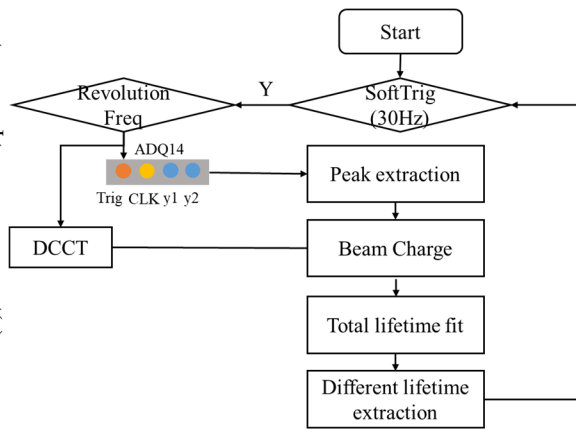 Start
Revolution
Freq
Y
SoftTrig
(30Hz)
ADQ14
Trig CLK y1 y2
Peak extraction
DCCT
Beam Charge
Total lifetime fit
Different lifetime
extraction